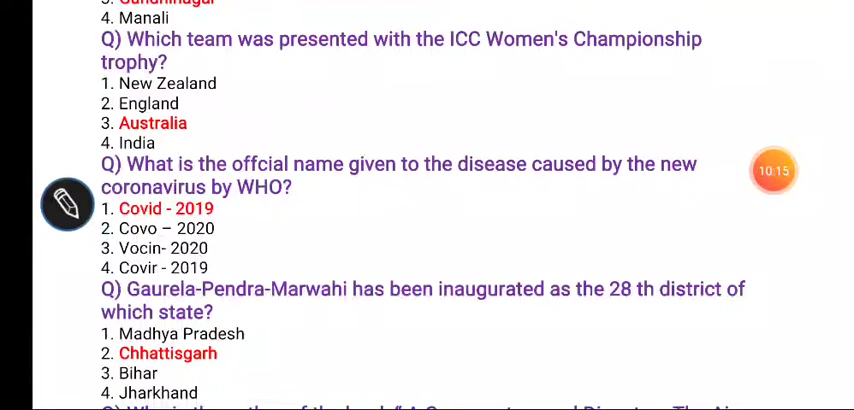 4. Manali
Q) Which team was presented with the ICC Women's Championship
trophy?
1. New Zealand
2. England
3. Australia
4. India
Q) What is the offcial name given to the disease caused by the new
coronavirus by WHO?
1. Covid - 2019
2. Covo – 2020
3. Vocin- 2020
4. Covir - 2019
10:15
Q) Gaurela-Pendra-Marwahi has been inaugurated as the 28 th district of
which state?
1. Madhya Pradesh
2. Chhattisgarh
3. Bihar
4. Jharkhand